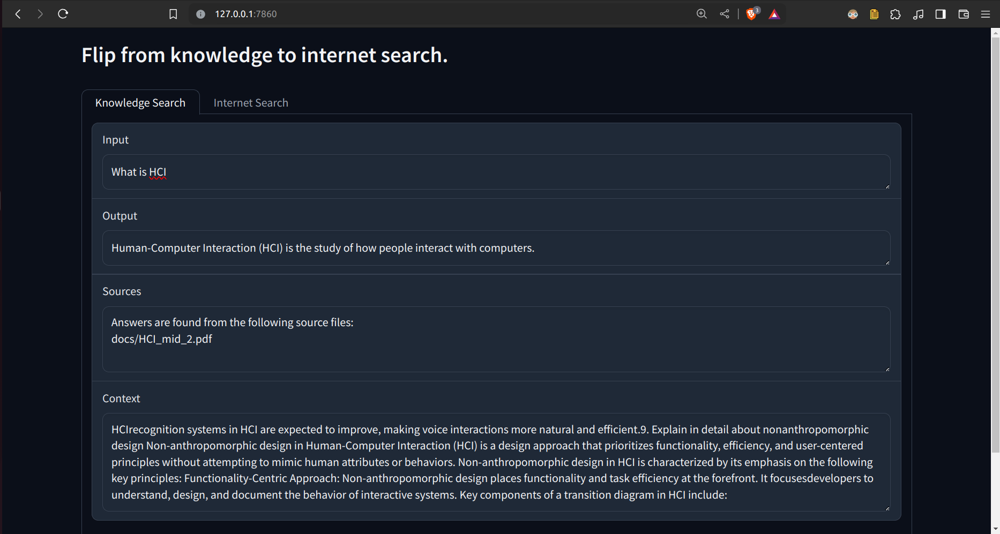 127.0.0.1:7860
3
Flip from knowledge to internet search.
Knowledge Search
Internet Search
Input
What is HCI
Output
Human-Computer Interaction (HCI) is the study of how people interact with computers.
Sources
Answers are found from the following source files:
docs/HCI_mid_2.pdf
Context
HCIrecognition systems in HCI are expected to improve, making voice interactions more natural and efficient.9. Explain in detail about nonanthropomorphic
design Non-anthropomorphic design in Human-Computer Interaction (HCI) is a design approach that prioritizes functionality, efficiency, and user-centered
principles without attempting to mimic human attributes or behaviors. Non-anthropomorphic design in HCI is characterized by its emphasis on the following
key principles: Functionality-Centric Approach: Non-anthropomorphic design places functionality and task efficiency at the forefront. It focusesdevelopers to
understand, design, and document the behavior of interactive systems. Key components of a transition diagram in HCI include: